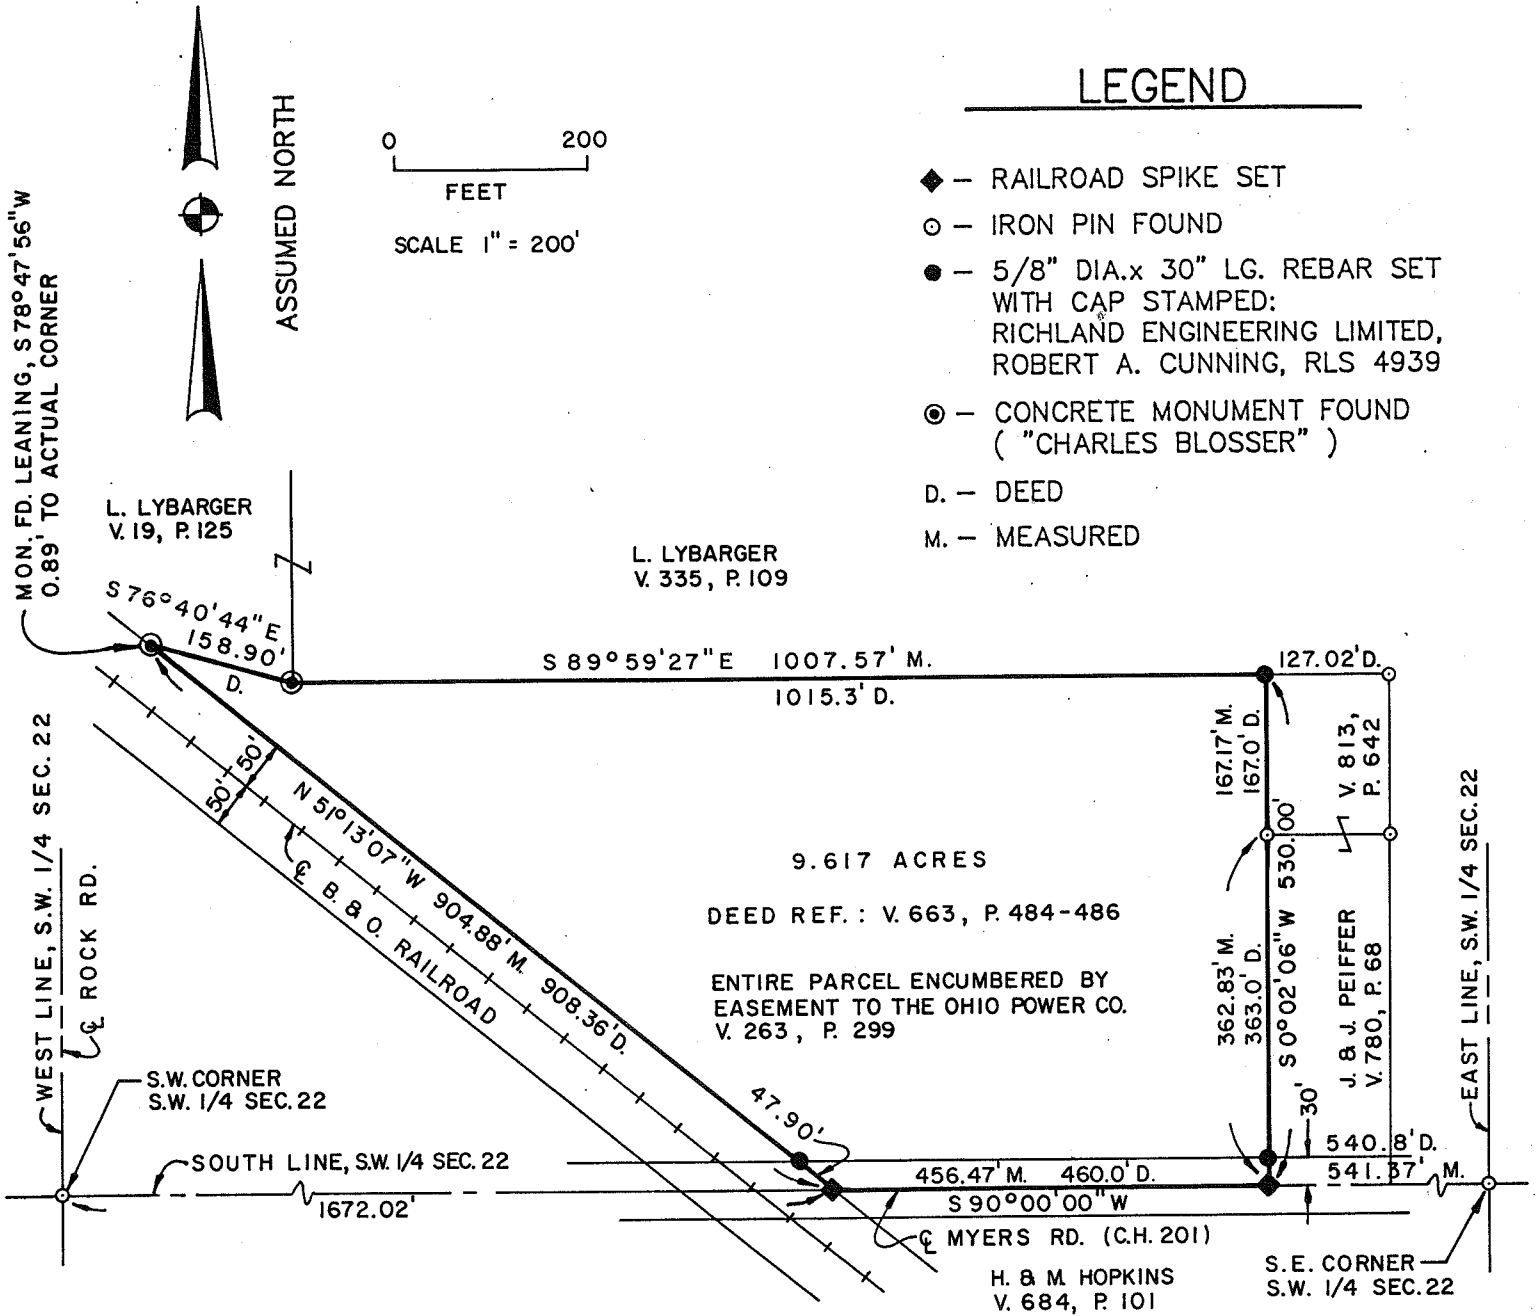 LEGEND
◆ – RAILROAD SPIKE SET
⊙ – IRON PIN FOUND
● – 5/8" DIA.x 30" LG. REBAR SET
WITH CAP STAMPED:
RICHLAND ENGINEERING LIMITED,
ROBERT A. CUNNING, RLS 4939
– CONCRETE MONUMENT FOUND
( "CHARLES BLOSSER" )
D. – DEED
M. – MEASURED
ASSUMED NORTH
0 200
FEET
SCALE 1" = 200'
MON. FD. LEANING, S 78°47'56"W
0.89' TO ACTUAL CORNER
L. LYBARGER
V. 19, P. 125
L. LYBARGER
V. 335, P. 109
S 76°40'44"E
158.90'
D.
S 89°59'27"E 1007.57' M.
1015.3' D.
127.02' D.
167.17' M.
167.0' D.
V. 813,
P. 642
50' 50'
N 51°13'07"W 904.88' M. 908.36' D.
℄ B. & O. RAILROAD
9.617 ACRES
DEED REF. : V. 663, P. 484-486
ENTIRE PARCEL ENCUMBERED BY
EASEMENT TO THE OHIO POWER CO.
V. 263, P. 299
362.83' M.
363.0' D.
S 0°02'06" W 530.00'
J. & J. PEIFFER
V. 780, P. 68
WEST LINE, S.W. 1/4 SEC. 22
℄ ROCK RD.
EAST LINE, S.W. 1/4 SEC. 22
S.W. CORNER
S.W. 1/4 SEC. 22
SOUTH LINE, S.W. 1/4 SEC. 22
1672.02'
47.90'
30'
456.47' M. 460.0' D.
S 90°00'00" W
540.8' D.
541.37' M.
℄ MYERS RD. (C.H. 201)
H. & M. HOPKINS
V. 684, P. 101
S.E. CORNER
S.W. 1/4 SEC. 22